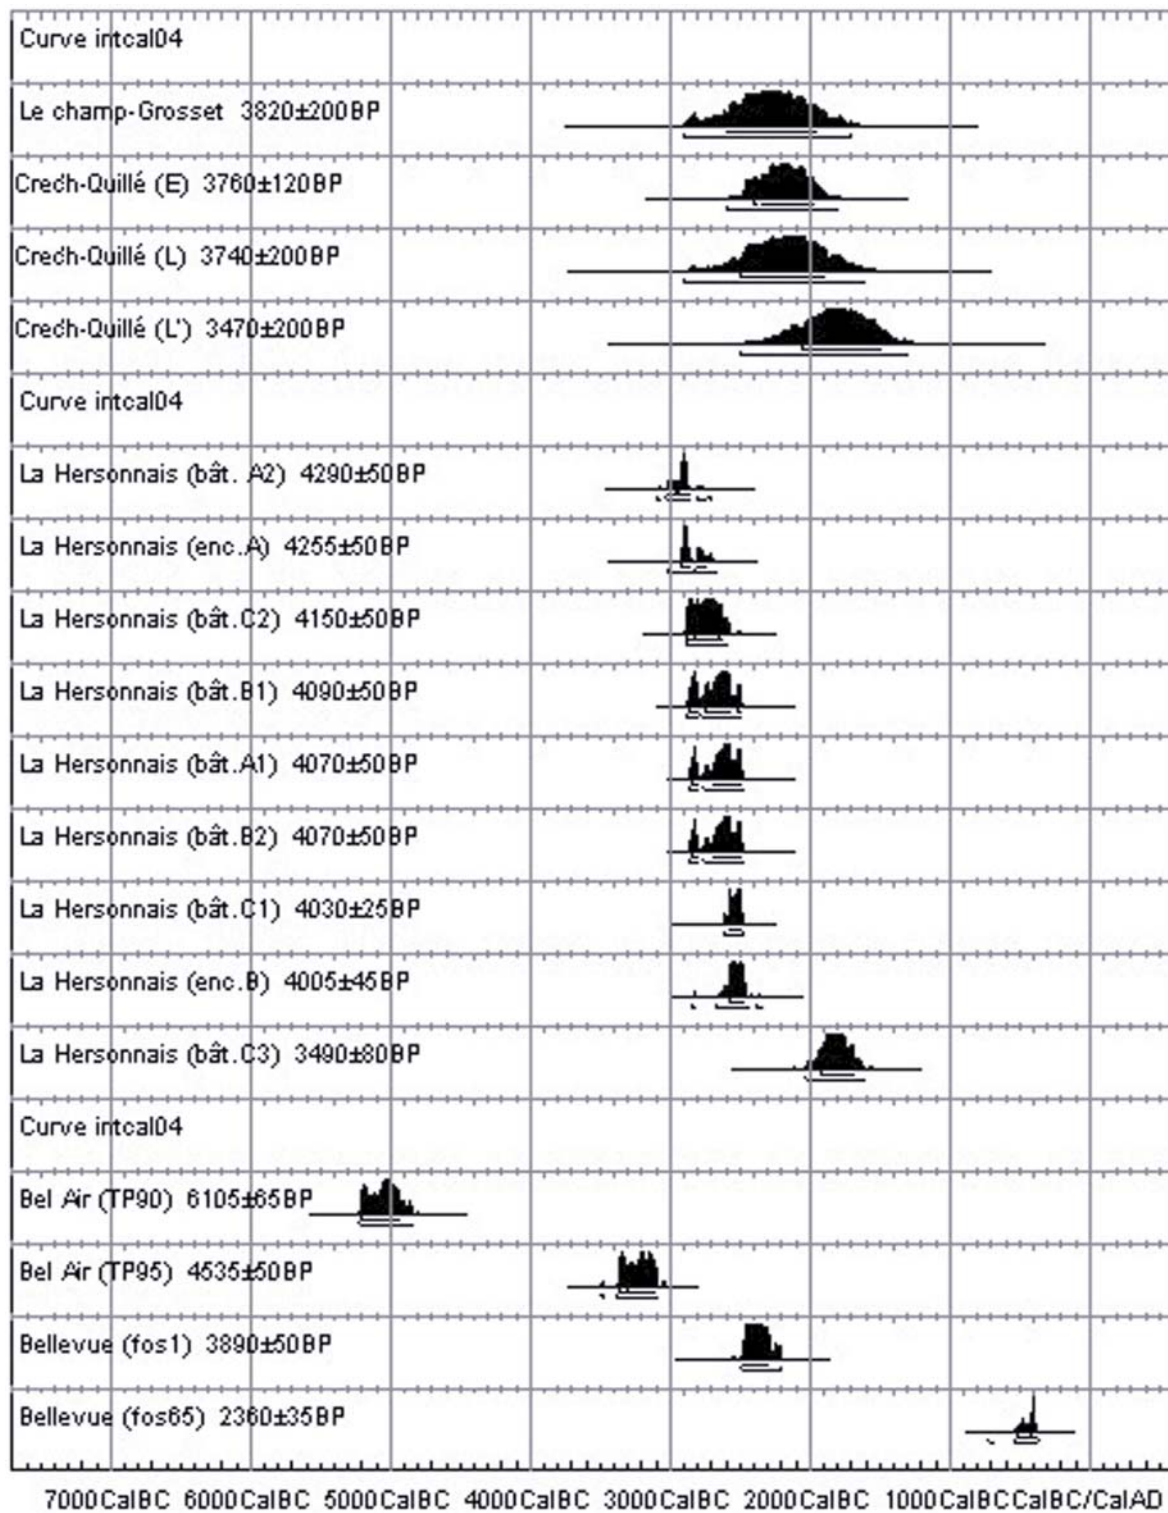 Curve intcal04
Le champ-Grosset 3820±200BP
Credh-Quillé (E) 3760±120BP
Credh-Quillé (L) 3740±200BP
Credh-Quillé (L') 3470±200BP
Curve intcal04
La Hersonnais (bât. A2) 4290±50BP
La Hersonnais (enc.A) 4255±50BP
La Hersonnais (bât.C2) 4150±50BP
La Hersonnais (bât.B1) 4090±50BP
La Hersonnais (bât.A1) 4070±50BP
La Hersonnais (bât.B2) 4070±50BP
La Hersonnais (bât.C1) 4030±25BP
La Hersonnais (enc.B) 4005±45BP
La Hersonnais (bât.C3) 3490±80BP
Curve intcal04
Bel Air (TP90) 6105±65BP
Bel Air (TP95) 4535±50BP
Bellevue (fos1) 3890±50BP
Bellevue (fos65) 2360±35BP
7000CalBC 6000CalBC 5000CalBC 4000CalBC 3000CalBC 2000CalBC 1000CalBCCalBC/CalAD